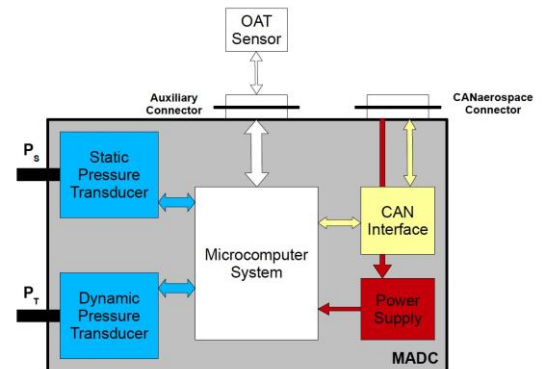 OAT
Sensor
Auxiliary
Connector
CANaerospace
Connector
PS
Static
Pressure
Transducer
CAN
Interface
Microcomputer
System
PT
Dynamic
Pressure
Transducer
Power
Supply
MADC